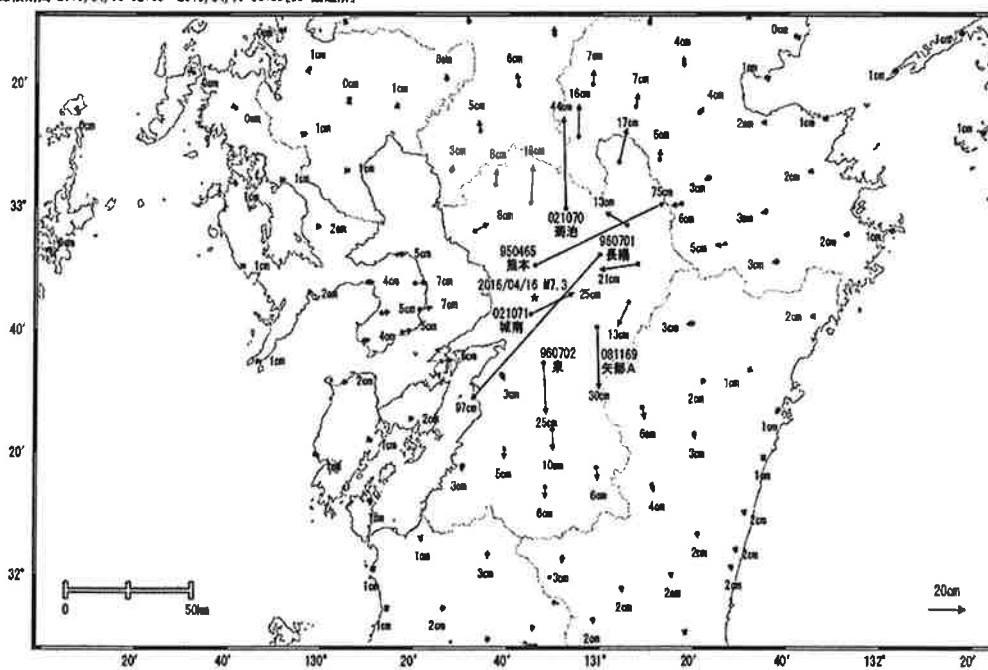 1cm
8cm
6cm
7cm
4cm
0cm
1cm
20'
0cm
1cm
16cm
7cm
1cm
1cm
0cm
0cm
1cm
5cm
44cm
17cm
4cm
2cm
1cm
1cm
3cm
8cm
18cm
5cm
1cm
1cm
3cm
2cm
33°
8cm
021070
菊池
13cm
75cm
6cm
3cm
2cm
2cm
950465
熊本
960701
長陽
5cm
1cm
5cm
3cm
2016/04/16 M7.3
21cm
4cm
7cm
2cm
5cm
7cm
25cm
021071
城南
4cm
5cm
13cm
3cm
2cm
40'
1cm
960702
泉
081169
矢部A
2cm
3cm
1cm
97cm
30cm
2cm
2cm
25cm
6cm
1cm
1cm
20'
3cm
5cm
10cm
6cm
3cm
1cm
6cm
4cm
2cm
1cm
3cm
3cm
2cm
2cm
32°
1cm
2cm
2cm
20cm
0
50km
1cm
2cm
2cm
2cm
20'
40'
130°
20'
40'
131°
20'
40'
132°
20'